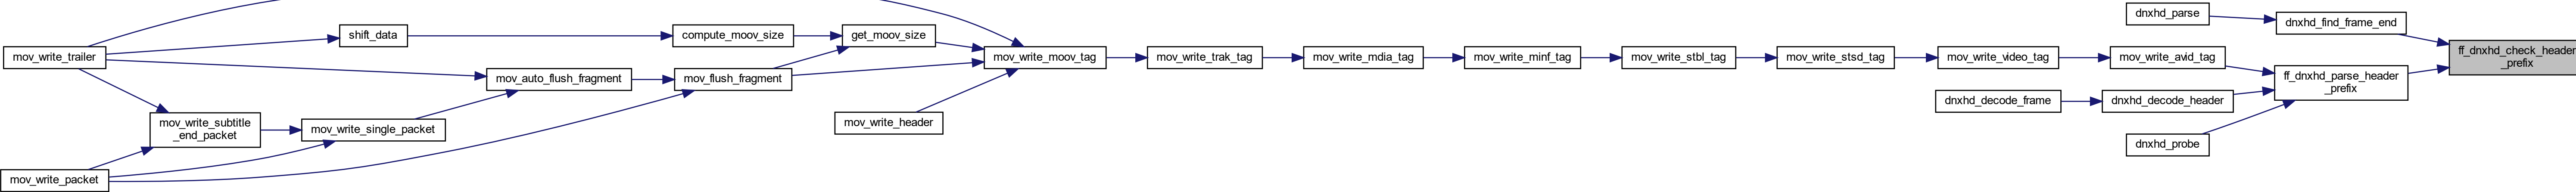 mov_write_trailer
mov_write_packet
mov_write_subtitle
_end_packet
shift_data
mov_write_single_packet
mov_auto_flush_fragment
compute_moov_size
mov_flush_fragment
get_moov_size
mov_write_header
mov_write_moov_tag
mov_write_trak_tag
mov_write_mdia_tag
mov_write_minf_tag
mov_write_stbl_tag
mov_write_stsd_tag
mov_write_video_tag
dnxhd_decode_frame
mov_write_avid_tag
dnxhd_decode_header
dnxhd_parse
dnxhd_probe
dnxhd_find_frame_end
ff_dnxhd_parse_header
_prefix
ff_dnxhd_check_header
_prefix